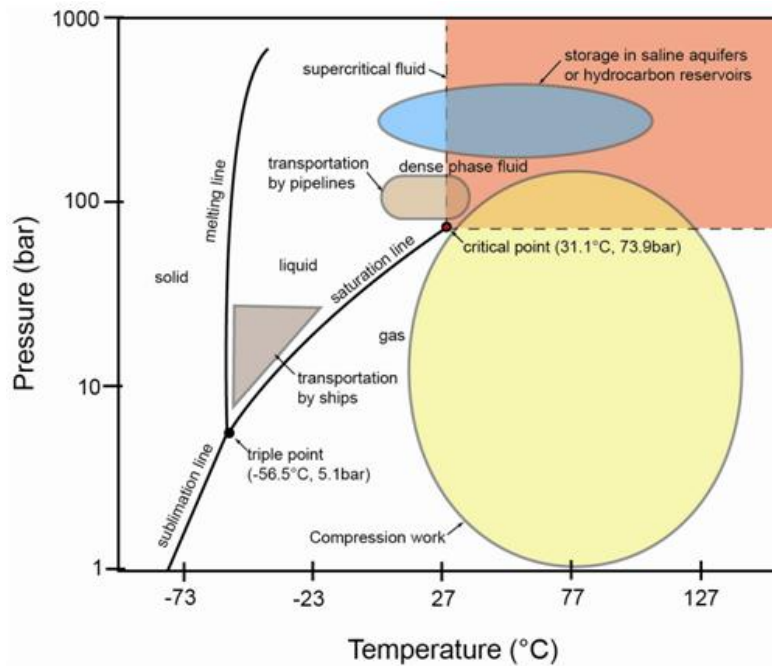 1000
100
10
1
Pressure (bar)
supercritical fluid
storage in saline aquifers
or hydrocarbon reservoirs
transportation
by pipelines
dense phase fluid
melting line
solid
liquid
saturation line
critical point (31.1°C, 73.9bar)
gas
transportation
by ships
triple point
(-56.5°C, 5.1bar)
sublimation line
Compression work
-73
-23
27
77
127
Temperature (°C)